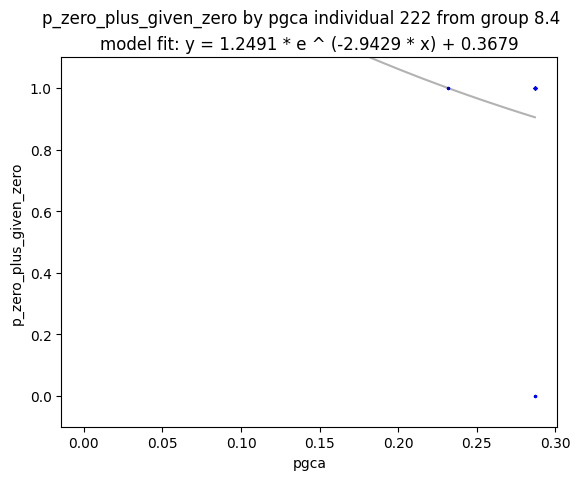 p_zero_plus_given_zero by pgca individual 222 from group 8.4
model fit: y = 1.2491 * e ^ (-2.9429 * x) + 0.3679
p_zero_plus_given_zero
1.0
0.8
0.6
0.4
0.2
0.0
0.00 0.05 0.10 0.15 0.20 0.25 0.30
pgca